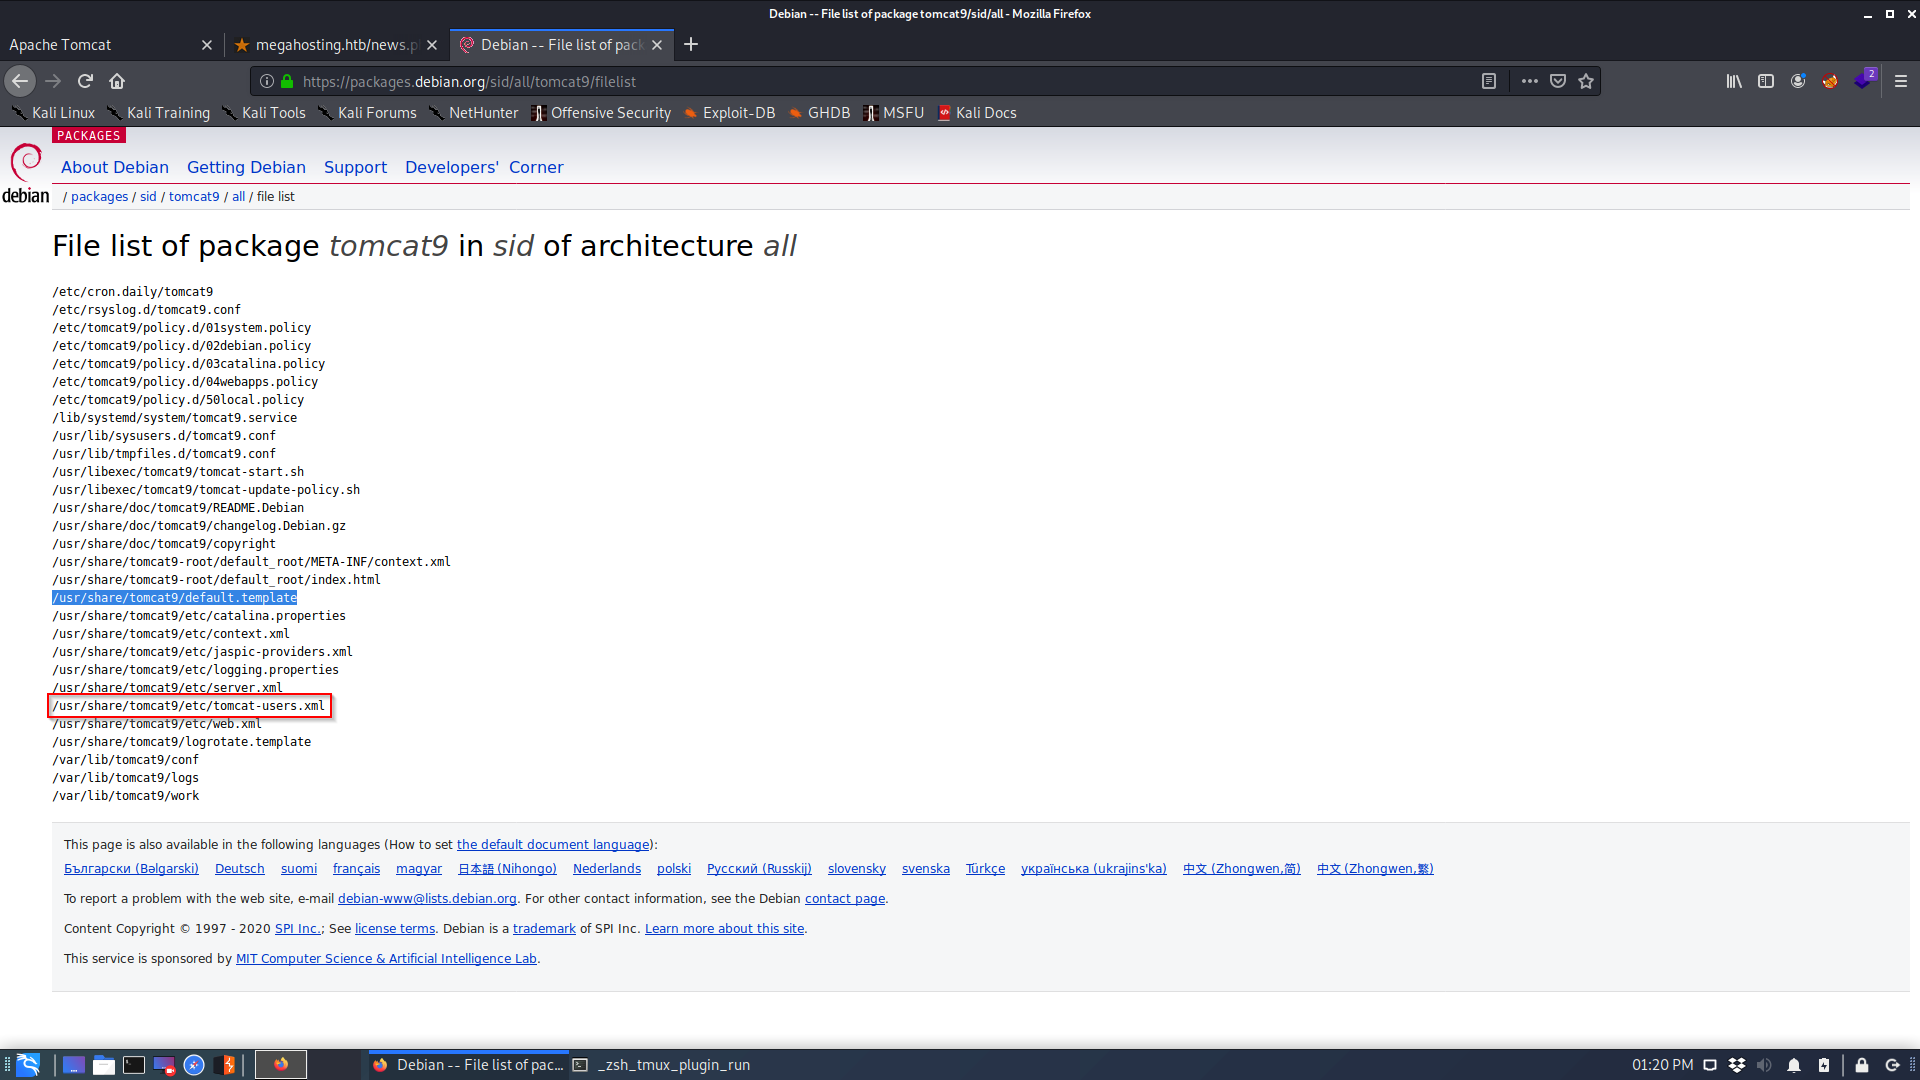 Debian -- File list of package tomcat9/sid/all - Mozilla Firefox
Apache Tomcat
megahosting.htb/news.p
Debian -- File list of pac
https://packages.debian.org/sid/all/tomcat9/filelist
2
Kali Linux Kali Training Kali Tools Kali Forums NetHunter Offensive Security Exploit-DB GHDB MSFU Kali Docs
PACKAGES
About Debian Getting Debian Support Developers' Corner
debian
/ packages / sid / tomcat9 / all / file list
File list of package tomcat9 in sid of architecture all
/etc/cron.daily/tomcat9
/etc/rsyslog.d/tomcat9.conf
/etc/tomcat9/policy.d/01system.policy
/etc/tomcat9/policy.d/02debian.policy
/etc/tomcat9/policy.d/03catalina.policy
/etc/tomcat9/policy.d/04webapps.policy
/etc/tomcat9/policy.d/50local.policy
/lib/systemd/system/tomcat9.service
/usr/lib/sysusers.d/tomcat9.conf
/usr/lib/tmpfiles.d/tomcat9.conf
/usr/libexec/tomcat9/tomcat-start.sh
/usr/libexec/tomcat9/tomcat-update-policy.sh
/usr/share/doc/tomcat9/README.Debian
/usr/share/doc/tomcat9/changelog.Debian.gz
/usr/share/doc/tomcat9/copyright
/usr/share/tomcat9-root/default_root/META-INF/context.xml
/usr/share/tomcat9-root/default_root/index.html
/usr/share/tomcat9/default.template
/usr/share/tomcat9/etc/catalina.properties
/usr/share/tomcat9/etc/context.xml
/usr/share/tomcat9/etc/jaspic-providers.xml
/usr/share/tomcat9/etc/logging.properties
/usr/share/tomcat9/etc/server.xml
/usr/share/tomcat9/etc/tomcat-users.xml
/usr/share/tomcat9/etc/web.xml
/usr/share/tomcat9/logrotate.template
/var/lib/tomcat9/conf
/var/lib/tomcat9/logs
/var/lib/tomcat9/work
This page is also available in the following languages (How to set the default document language):
Български (Bəlgarski) Deutsch suomi français magyar 日本語 (Nihongo) Nederlands polski Русский (Russkij) slovensky svenska Türkçe українська (ukrajins'ka) 中文 (Zhongwen,简) 中文 (Zhongwen,繁)
To report a problem with the web site, e-mail debian-www@lists.debian.org. For other contact information, see the Debian contact page.
Content Copyright © 1997 - 2020 SPI Inc.; See license terms. Debian is a trademark of SPI Inc. Learn more about this site.
This service is sponsored by MIT Computer Science & Artificial Intelligence Lab.
Debian -- File list of pac...
_zsh_tmux_plugin_run
01:20 PM